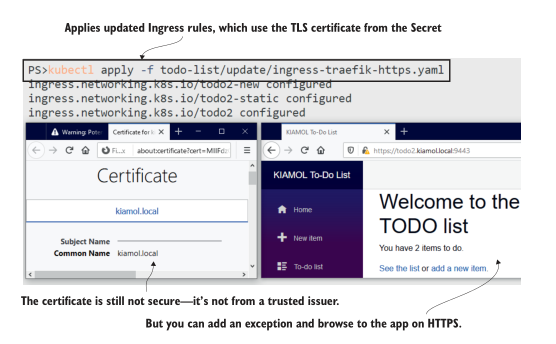 Applies updated Ingress rules, which use the TLS certificate from the Secret
PS>kubectl apply -f todo-list/update/ingress-traefik-https.yaml
ingress.networking.k8s.io/todo2-new configured
ingress.networking.k8s.io/todo2-static configured
ingress.networking.k8s.io/todo2 configured
Warning: Poter
Certificate for k
Fi...x about:certificate?cert=MIIFdz
Certificate
kiamol.local
Subject Name
Common Name kiamol.local
KIAMOL To-Do List
https://todo2.kiamol.local:9443
KIAMOL To-Do List
Home
New item
To-do list
Welcome to the
TODO list
You have 2 items to do.
See the list or add a new item.
The certificate is still not secure—it's not from a trusted issuer.
But you can add an exception and browse to the app on HTTPS.